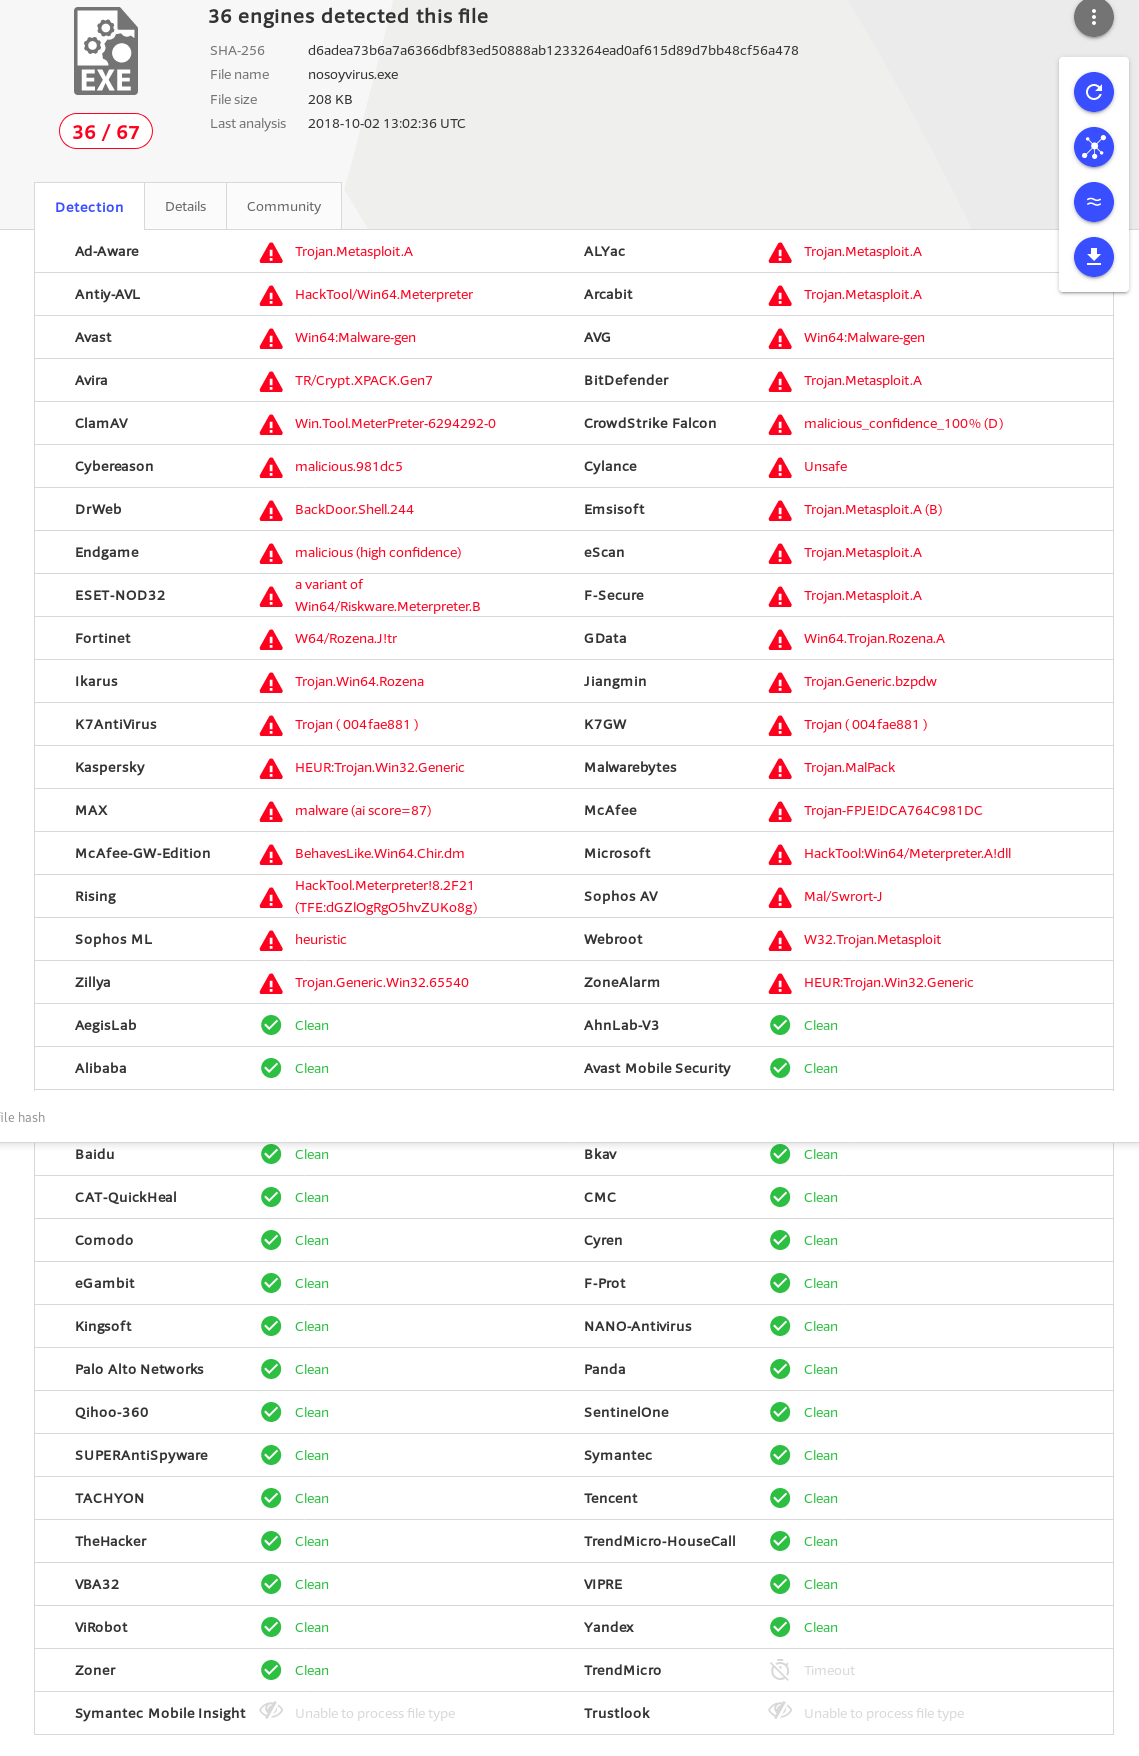 36 engines detected this file
SHA-256 d6adea73b6a7a6366dbf83ed50888ab1233264ead0af615d89d7bb48cf56a478
File name nosoyvirus.exe
File size 208 KB
Last analysis 2018-10-02 13:02:36 UTC
EXE
36 / 67
Detection Details Community
Ad-Aware Trojan.Metasploit.A ALYac Trojan.Metasploit.A
Antiy-AVL HackTool/Win64.Meterpreter Arcabit Trojan.Metasploit.A
Avast Win64:Malware-gen AVG Win64:Malware-gen
Avira TR/Crypt.XPACK.Gen7 BitDefender Trojan.Metasploit.A
ClamAV Win.Tool.MeterPreter-6294292-0 CrowdStrike Falcon malicious_confidence_100% (D)
Cybereason malicious.981dc5 Cylance Unsafe
DrWeb BackDoor.Shell.244 Emsisoft Trojan.Metasploit.A (B)
Endgame malicious (high confidence) eScan Trojan.Metasploit.A
ESET-NOD32 a variant of
Win64/Riskware.Meterpreter.B F-Secure Trojan.Metasploit.A
Fortinet W64/Rozena.J!tr GData Win64.Trojan.Rozena.A
Ikarus Trojan.Win64.Rozena Jiangmin Trojan.Generic.bzpdw
K7AntiVirus Trojan ( 004fae881 ) K7GW Trojan ( 004fae881 )
Kaspersky HEUR:Trojan.Win32.Generic Malwarebytes Trojan.MalPack
MAX malware (ai score=87) McAfee Trojan-FPJE!DCA764C981DC
McAfee-GW-Edition BehavesLike.Win64.Chir.dm Microsoft HackTool:Win64/Meterpreter.A!dll
Rising HackTool.Meterpreter!8.2F21
(TFE:dGZlOgRgO5hvZUKo8g) Sophos AV Mal/Swrort-J
Sophos ML heuristic Webroot W32.Trojan.Metasploit
Zillya Trojan.Generic.Win32.65540 ZoneAlarm HEUR:Trojan.Win32.Generic
AegisLab Clean AhnLab-V3 Clean
Alibaba Clean Avast Mobile Security Clean
file hash
Baidu Clean Bkav Clean
CAT-QuickHeal Clean CMC Clean
Comodo Clean Cyren Clean
eGambit Clean F-Prot Clean
Kingsoft Clean NANO-Antivirus Clean
Palo Alto Networks Clean Panda Clean
Qihoo-360 Clean SentinelOne Clean
SUPERAntiSpyware Clean Symantec Clean
TACHYON Clean Tencent Clean
TheHacker Clean TrendMicro-HouseCall Clean
VBA32 Clean VIPRE Clean
ViRobot Clean Yandex Clean
Zoner Clean TrendMicro Timeout
Symantec Mobile Insight Unable to process file type Trustlook Unable to process file type